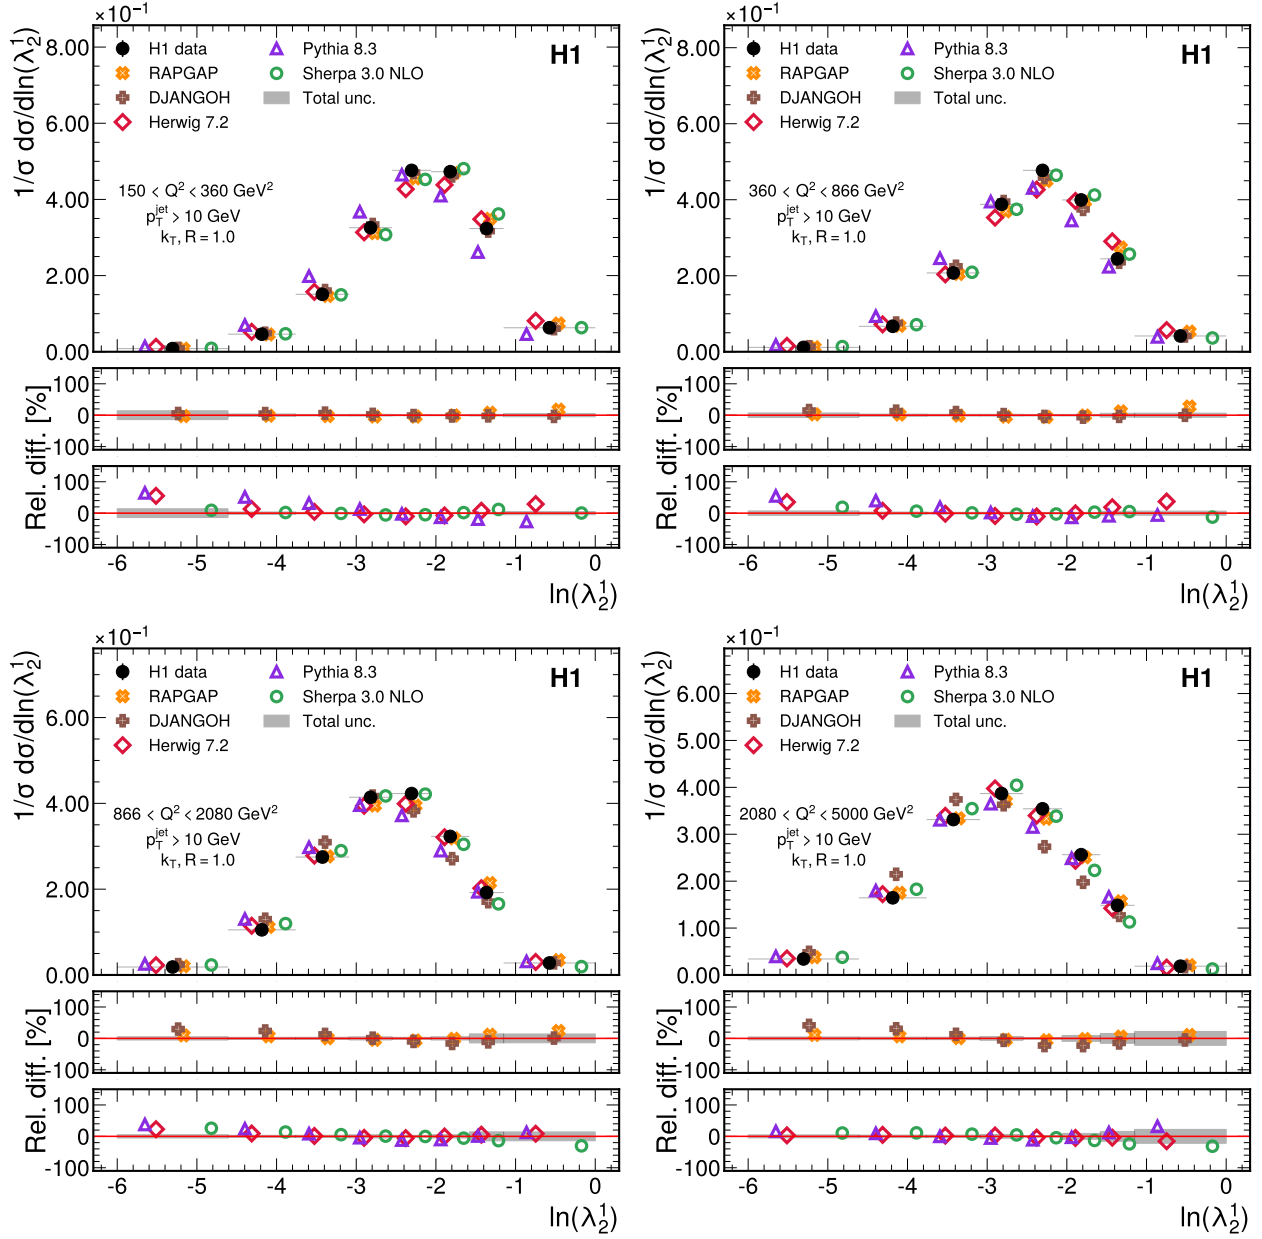 ×10⁻¹
8.00
6.00
4.00
2.00
0.00
1/σ dσ/dln(λ₂¹)
H1 data
RAPGAP
DJANGOH
Herwig 7.2
Pythia 8.3
Sherpa 3.0 NLO
Total unc.
H1
150 < Q² < 360 GeV²
p_T^jet > 10 GeV
k_T, R = 1.0
100
0
-100
Rel. diff. [%]
100
0
-100
-6 -5 -4 -3 -2 -1 0
ln(λ₂¹)
×10⁻¹
8.00
6.00
4.00
2.00
0.00
1/σ dσ/dln(λ₂¹)
H1 data
RAPGAP
DJANGOH
Herwig 7.2
Pythia 8.3
Sherpa 3.0 NLO
Total unc.
H1
360 < Q² < 866 GeV²
p_T^jet > 10 GeV
k_T, R = 1.0
100
0
-100
Rel. diff. [%]
100
0
-100
-6 -5 -4 -3 -2 -1 0
ln(λ₂¹)
×10⁻¹
6.00
4.00
2.00
0.00
1/σ dσ/dln(λ₂¹)
H1 data
RAPGAP
DJANGOH
Herwig 7.2
Pythia 8.3
Sherpa 3.0 NLO
Total unc.
H1
866 < Q² < 2080 GeV²
p_T^jet > 10 GeV
k_T, R = 1.0
100
0
-100
Rel. diff. [%]
100
0
-100
-6 -5 -4 -3 -2 -1 0
ln(λ₂¹)
×10⁻¹
6.00
5.00
4.00
3.00
2.00
1.00
0.00
1/σ dσ/dln(λ₂¹)
H1 data
RAPGAP
DJANGOH
Herwig 7.2
Pythia 8.3
Sherpa 3.0 NLO
Total unc.
H1
2080 < Q² < 5000 GeV²
p_T^jet > 10 GeV
k_T, R = 1.0
100
0
-100
Rel. diff. [%]
100
0
-100
-6 -5 -4 -3 -2 -1 0
ln(λ₂¹)